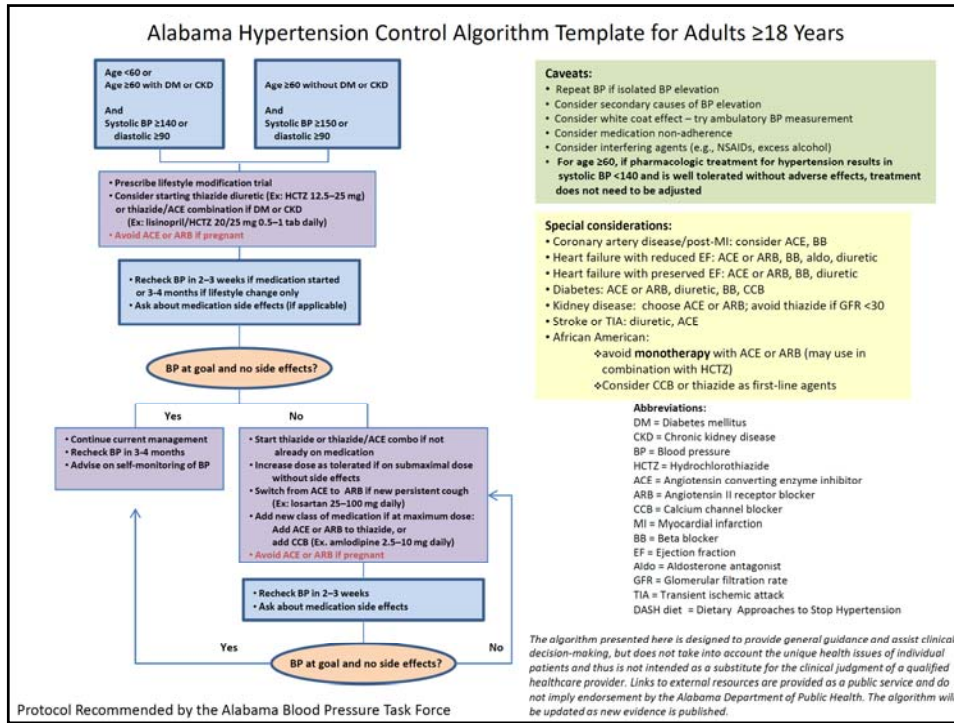 Alabama Hypertension Control Algorithm Template for Adults ≥18 Years
Age <60 or
Age ≥60 with DM or CKD
And
Systolic BP ≥140 or
diastolic ≥90
Age ≥60 without DM or CKD
And
Systolic BP ≥150 or
diastolic ≥90
• Prescribe lifestyle modification trial
• Consider starting thiazide diuretic (Ex: HCTZ 12.5–25 mg)
or thiazide/ACE combination if DM or CKD
(Ex: lisinopril/HCTZ 20/25 mg 0.5–1 tab daily)
• Avoid ACE or ARB if pregnant
• Recheck BP in 2–3 weeks if medication started
or 3-4 months if lifestyle change only
• Ask about medication side effects (if applicable)
BP at goal and no side effects?
Yes
No
• Continue current management
• Recheck BP in 3-4 months
• Advise on self-monitoring of BP
• Start thiazide or thiazide/ACE combo if not
already on medication
• Increase dose as tolerated if on submaximal dose
without side effects
• Switch from ACE to ARB if new persistent cough
(Ex: losartan 25–100 mg daily)
• Add new class of medication if at maximum dose:
Add ACE or ARB to thiazide, or
add CCB (Ex. amlodipine 2.5–10 mg daily)
• Avoid ACE or ARB if pregnant
• Recheck BP in 2–3 weeks
• Ask about medication side effects
Yes
BP at goal and no side effects?
No
Protocol Recommended by the Alabama Blood Pressure Task Force
Caveats:
• Repeat BP if isolated BP elevation
• Consider secondary causes of BP elevation
• Consider white coat effect – try ambulatory BP measurement
• Consider medication non-adherence
• Consider interfering agents (e.g., NSAIDs, excess alcohol)
• For age ≥60, if pharmacologic treatment for hypertension results in
systolic BP <140 and is well tolerated without adverse effects, treatment
does not need to be adjusted
Special considerations:
• Coronary artery disease/post-MI: consider ACE, BB
• Heart failure with reduced EF: ACE or ARB, BB, aldo, diuretic
• Heart failure with preserved EF: ACE or ARB, BB, diuretic
• Diabetes: ACE or ARB, diuretic, BB, CCB
• Kidney disease: choose ACE or ARB; avoid thiazide if GFR <30
• Stroke or TIA: diuretic, ACE
• African American:
❖avoid monotherapy with ACE or ARB (may use in
combination with HCTZ)
❖Consider CCB or thiazide as first-line agents
Abbreviations:
DM = Diabetes mellitus
CKD = Chronic kidney disease
BP = Blood pressure
HCTZ = Hydrochlorothiazide
ACE = Angiotensin converting enzyme inhibitor
ARB = Angiotensin II receptor blocker
CCB = Calcium channel blocker
MI = Myocardial infarction
BB = Beta blocker
EF = Ejection fraction
Aldo = Aldosterone antagonist
GFR = Glomerular filtration rate
TIA = Transient ischemic attack
DASH diet = Dietary Approaches to Stop Hypertension
The algorithm presented here is designed to provide general guidance and assist clinical
decision-making, but does not take into account the unique health issues of individual
patients and thus is not intended as a substitute for the clinical judgment of a qualified
healthcare provider. Links to external resources are provided as a public service and do
not imply endorsement by the Alabama Department of Public Health. The algorithm will
be updated as new evidence is published.